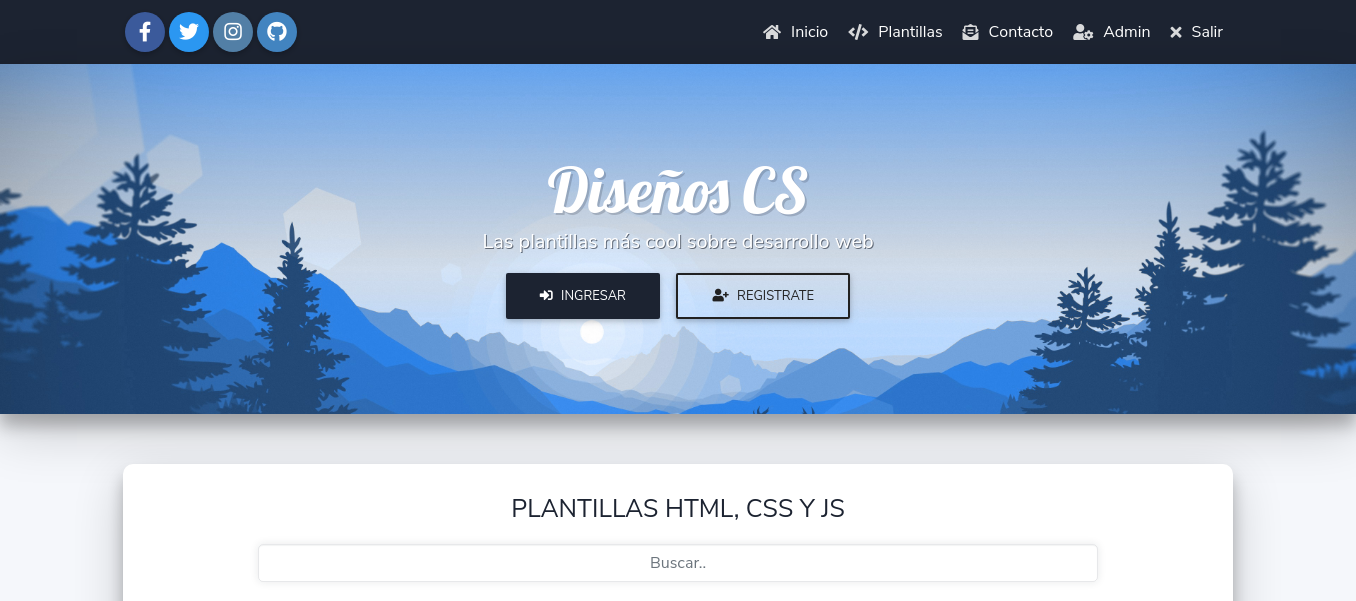 Inicio Plantillas Contacto Admin Salir
Diseños CS
Las plantillas más cool sobre desarrollo web
INGRESAR REGISTRATE
PLANTILLAS HTML, CSS Y JS
Buscar..